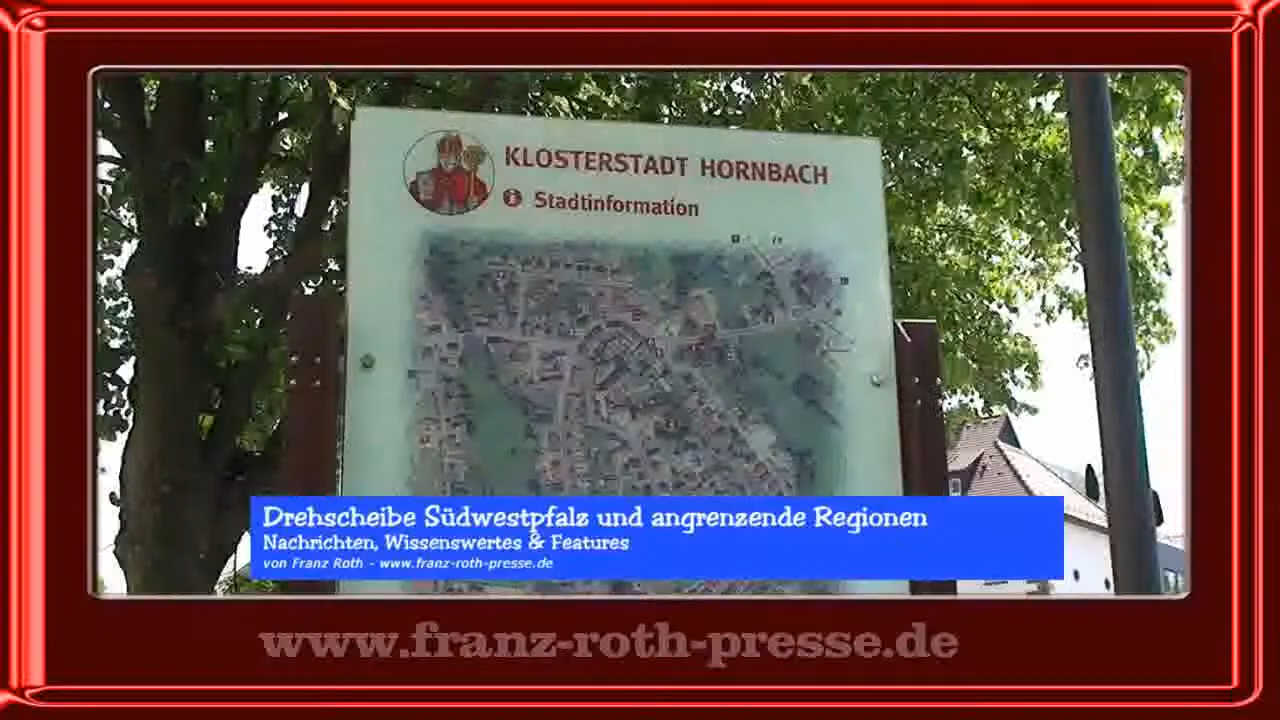 KLOSTERSTADT HORNBACH
i Stadtinformation
Drehscheibe Südwestpfalz und angrenzende Regionen
Nachrichten, Wissenswertes & Features
von Franz Roth - www.franz-roth-presse.de
www.franz-roth-presse.de